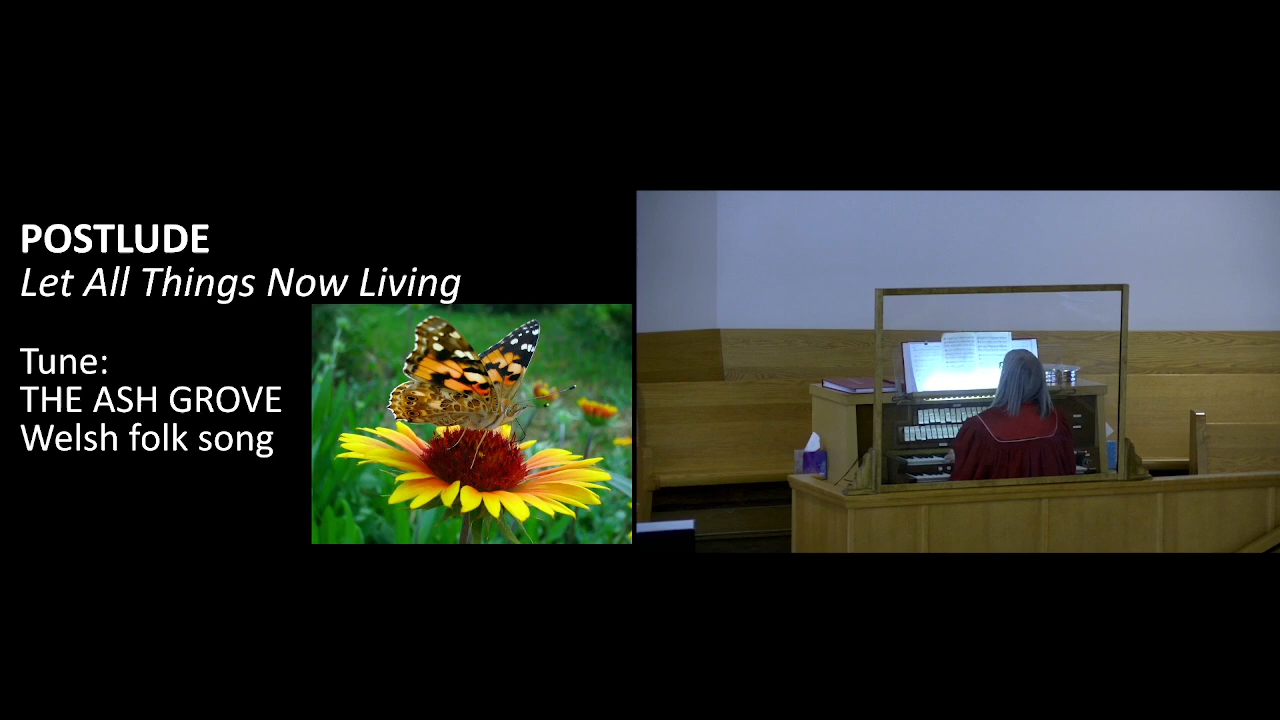 POSTLUDE
Let All Things Now Living
Tune:
THE ASH GROVE
Welsh folk song